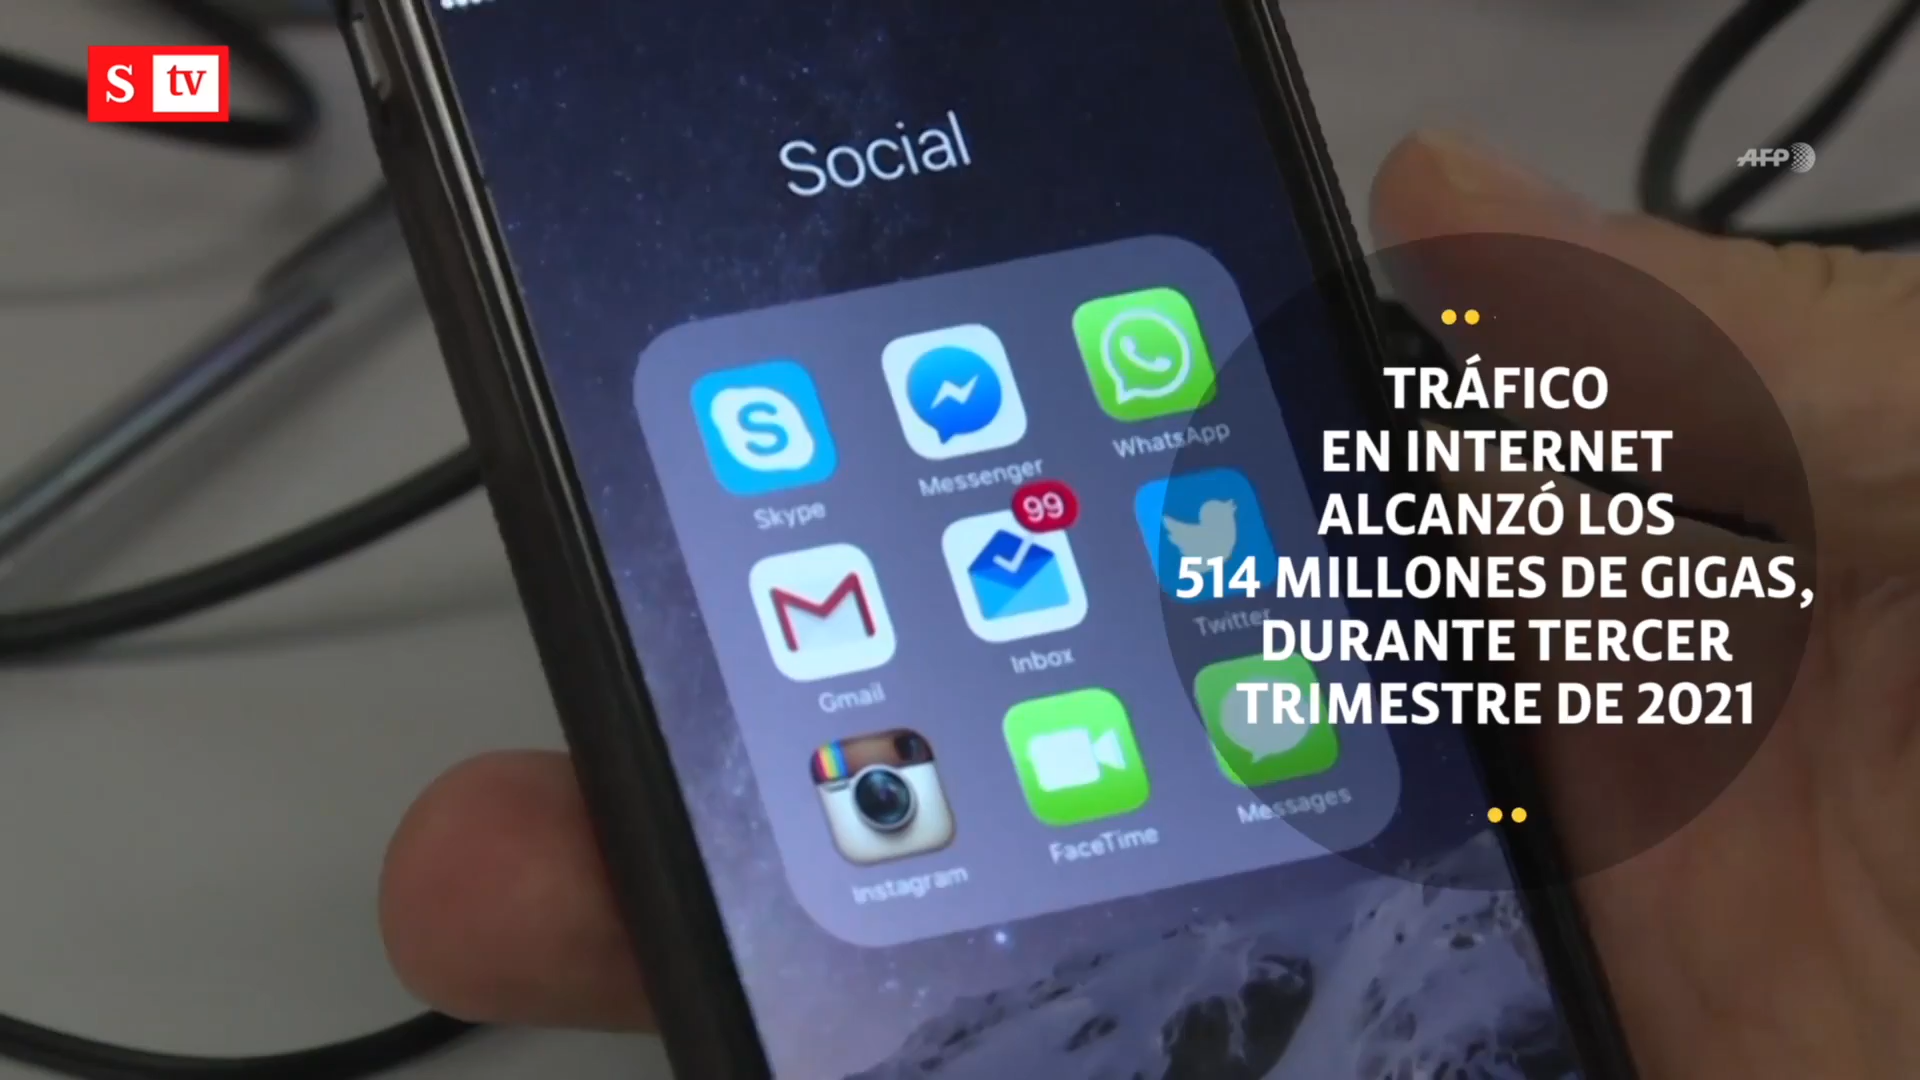 S tv
AFP
Social
Skype
Messenger
WhatsApp
99
Gmail
Inbox
Twitter
Instagram
FaceTime
Messages
TRÁFICO
EN INTERNET
ALCANZÓ LOS
514 MILLONES DE GIGAS,
DURANTE TERCER
TRIMESTRE DE 2021